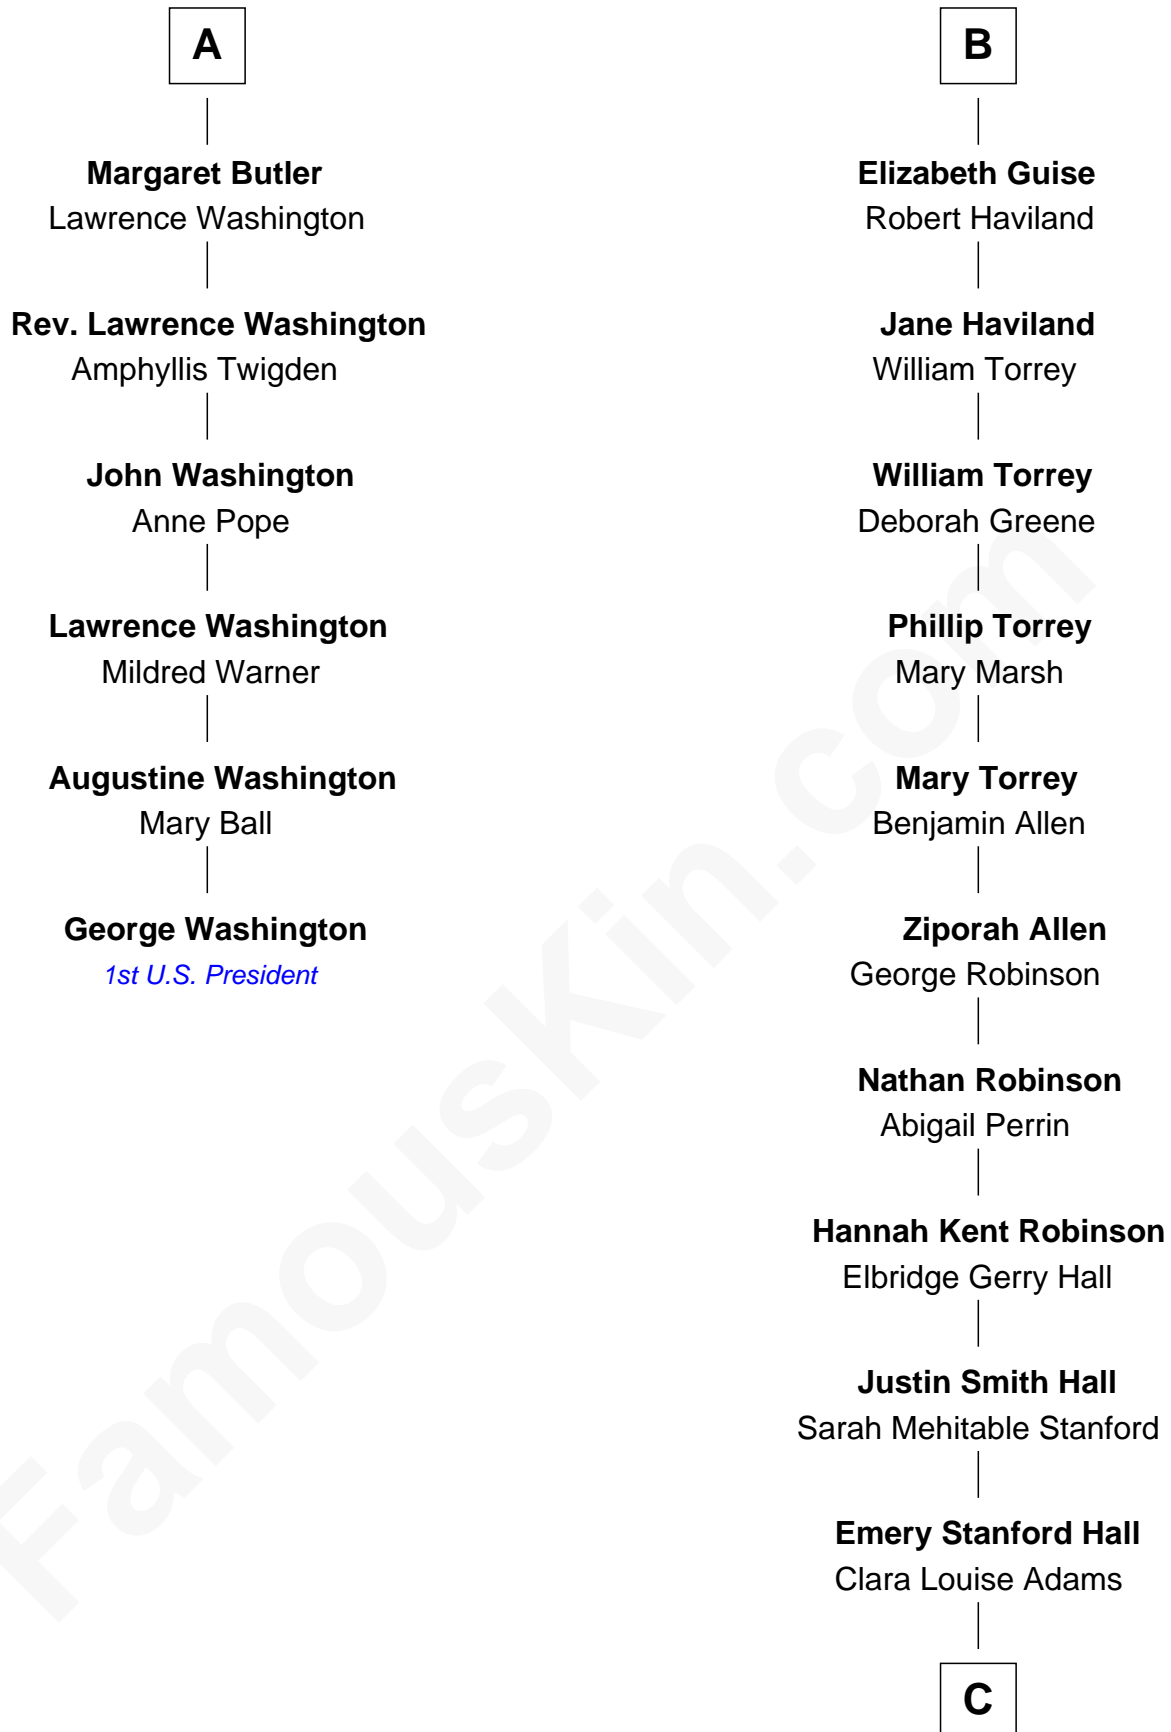 A
Margaret Butler
Lawrence Washington
Rev. Lawrence Washington
Amphyllis Twigden
John Washington
Anne Pope
Lawrence Washington
Mildred Warner
Augustine Washington
Mary Ball
George Washington
1st U.S. President
B
Elizabeth Guise
Robert Haviland
Jane Haviland
William Torrey
William Torrey
Deborah Greene
Phillip Torrey
Mary Marsh
Mary Torrey
Benjamin Allen
Ziporah Allen
George Robinson
Nathan Robinson
Abigail Perrin
Hannah Kent Robinson
Elbridge Gerry Hall
Justin Smith Hall
Sarah Mehitable Stanford
Emery Stanford Hall
Clara Louise Adams
C
FamousKin.com